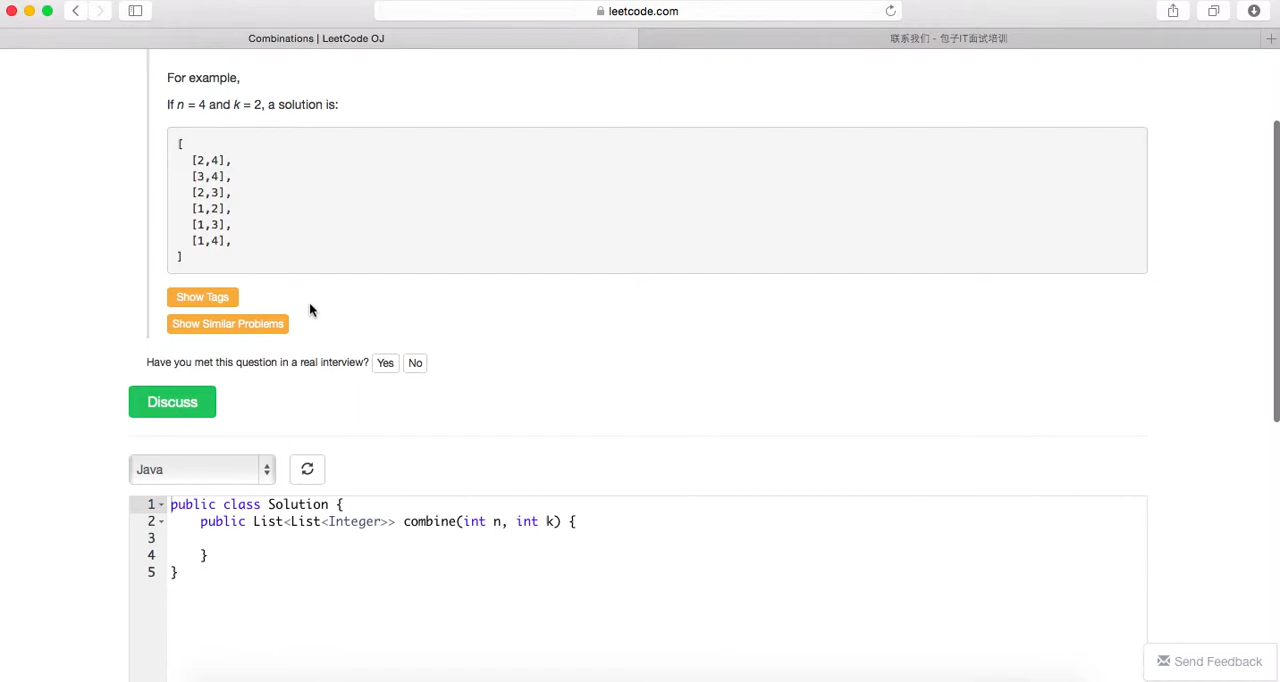 leetcode.com
Combinations | LeetCode OJ
联系我们 - 包子IT面试培训
For example,
If n = 4 and k = 2, a solution is:
[
[2,4],
[3,4],
[2,3],
[1,2],
[1,3],
[1,4],
]
Show Tags
Show Similar Problems
Have you met this question in a real interview? Yes No
Discuss
Java
1 public class Solution {
2 public List<List<Integer>> combine(int n, int k) {
3
4 }
5 }
Send Feedback